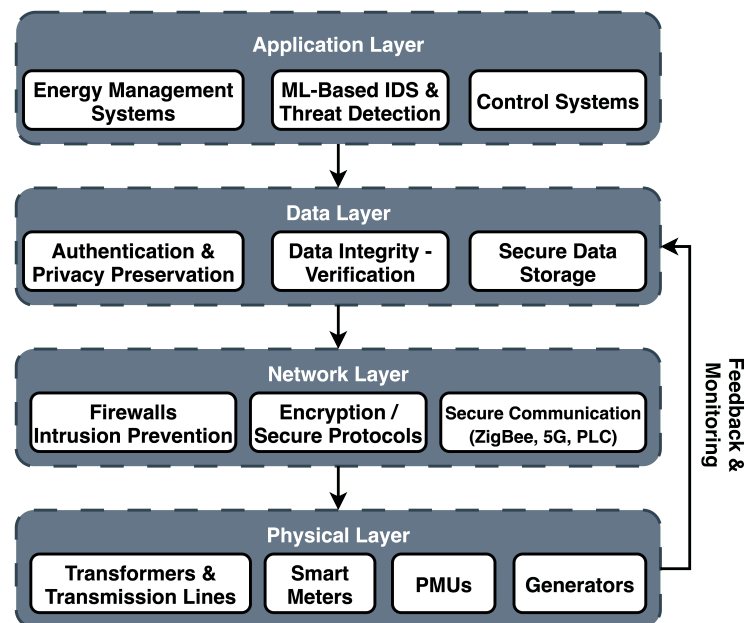 Application Layer
Energy Management
Systems
ML-Based IDS &
Threat Detection
Control Systems
Data Layer
Authentication &
Privacy Preservation
Data Integrity -
Verification
Secure Data
Storage
Network Layer
Firewalls
Intrusion Prevention
Encryption /
Secure Protocols
Secure Communication
(ZigBee, 5G, PLC)
Physical Layer
Transformers &
Transmission Lines
Smart
Meters
PMUs
Generators
Feedback &
Monitoring